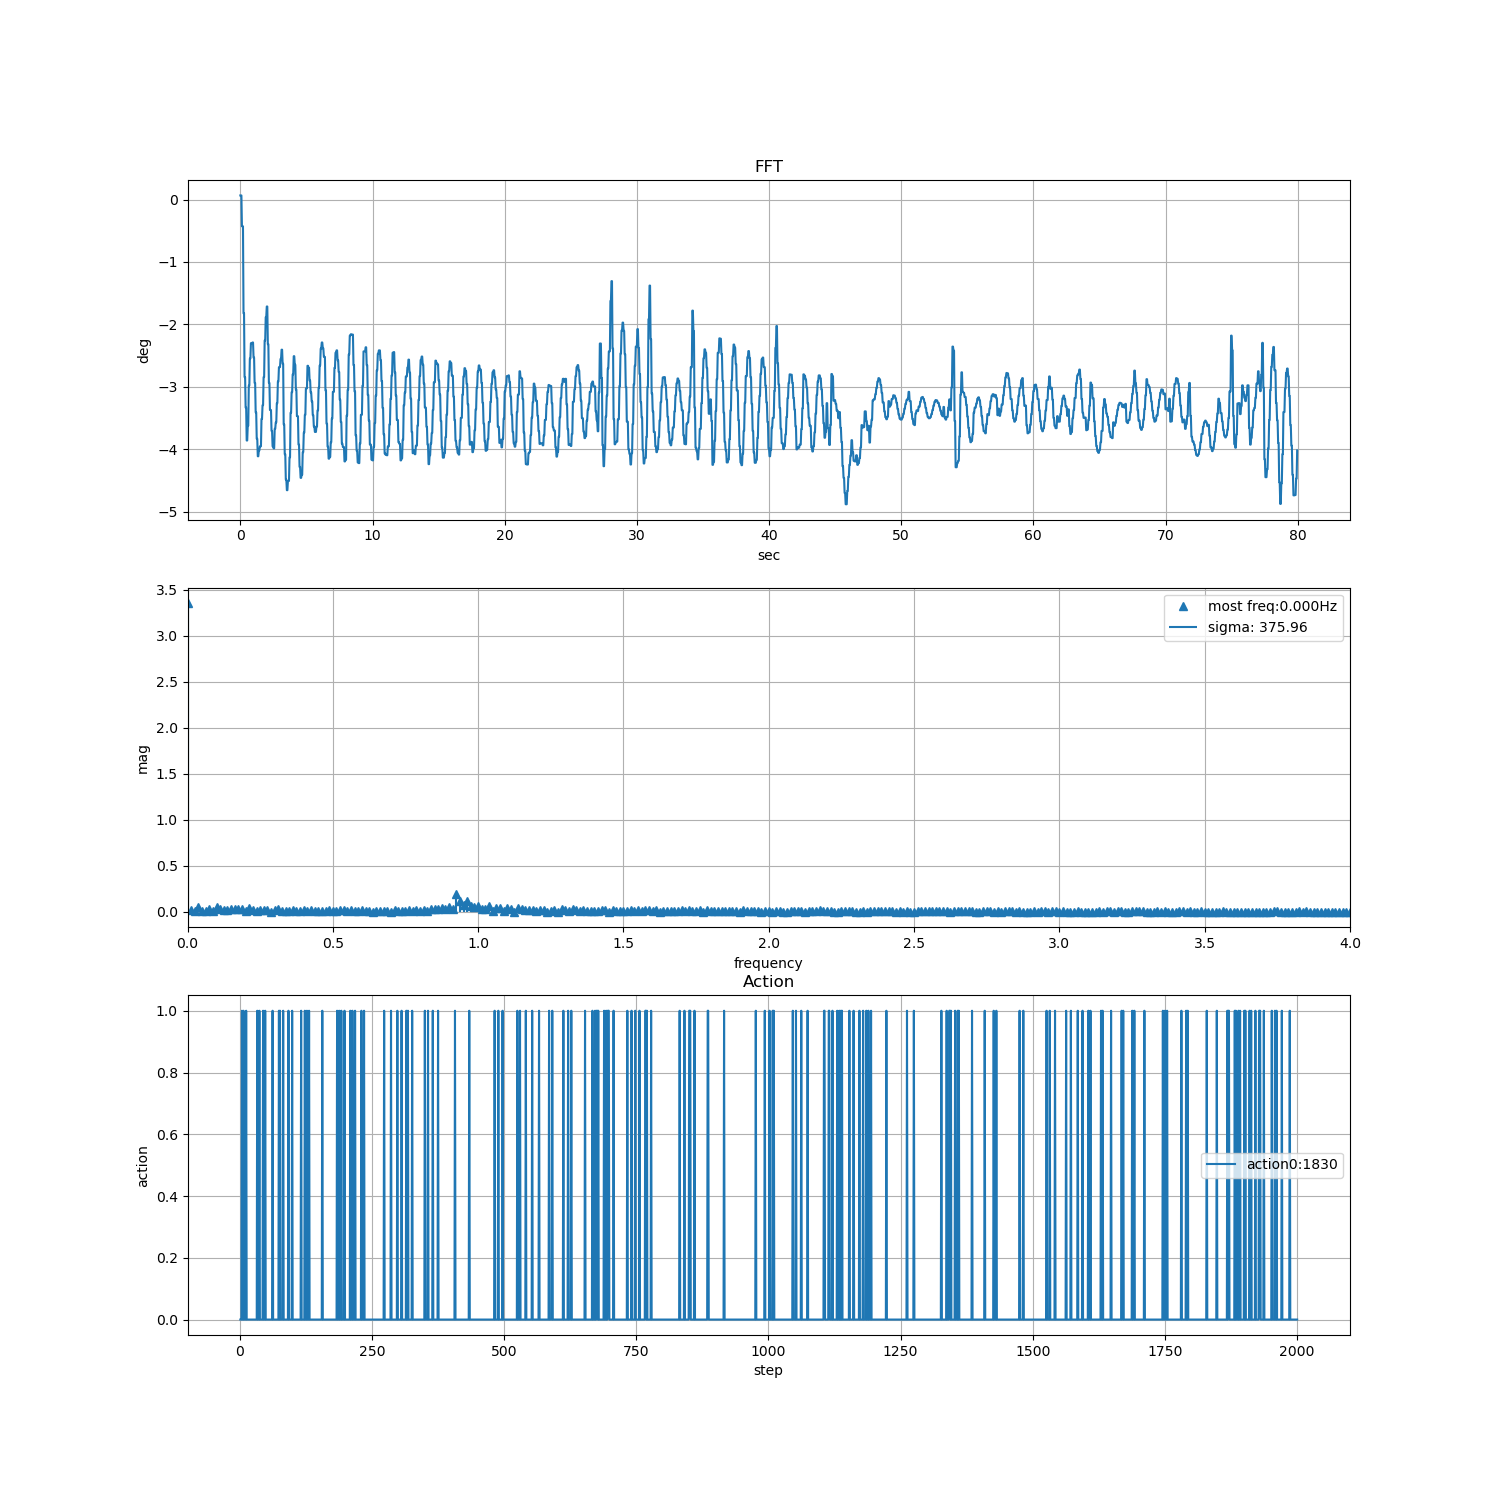 FFT
0
−1
−2
−3
−4
−5
deg
0 10 20 30 40 50 60 70 80
sec
3.5
3.0
2.5
2.0
1.5
1.0
0.5
0.0
mag
most freq:0.000Hz
sigma: 375.96
0.0 0.5 1.0 1.5 2.0 2.5 3.0 3.5 4.0
frequency
Action
1.0
0.8
0.6
0.4
0.2
0.0
action
action0:1830
0 250 500 750 1000 1250 1500 1750 2000
step